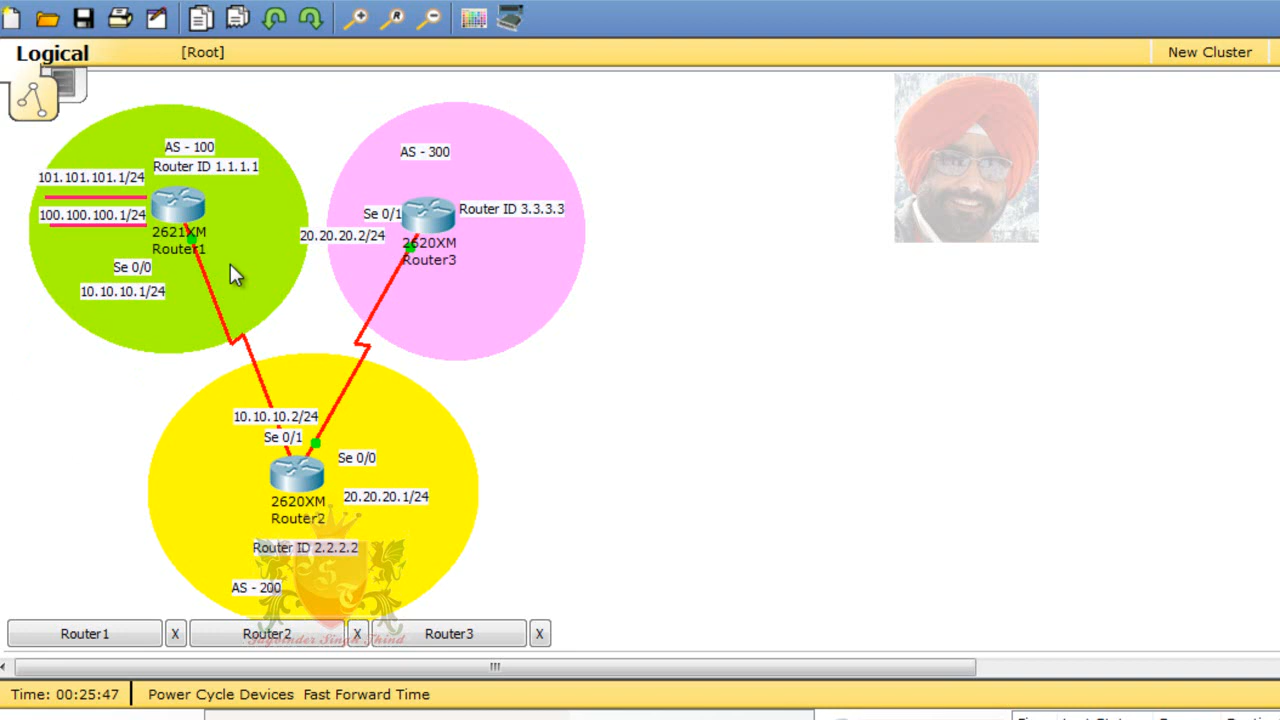 Logical
[Root]
New Cluster
AS - 100
Router ID 1.1.1.1
101.101.101.1/24
100.100.100.1/24
2621XM
Router1
Se 0/0
10.10.10.1/24
AS - 300
Se 0/1
Router ID 3.3.3.3
20.20.20.2/24
2620XM
Router3
10.10.10.2/24
Se 0/1
Se 0/0
2620XM
Router2
20.20.20.1/24
Router ID 2.2.2.2
AS - 200
Router1 X Router2 X Router3 X
Jagvinder Singh Thind
Time: 00:25:47 Power Cycle Devices Fast Forward Time